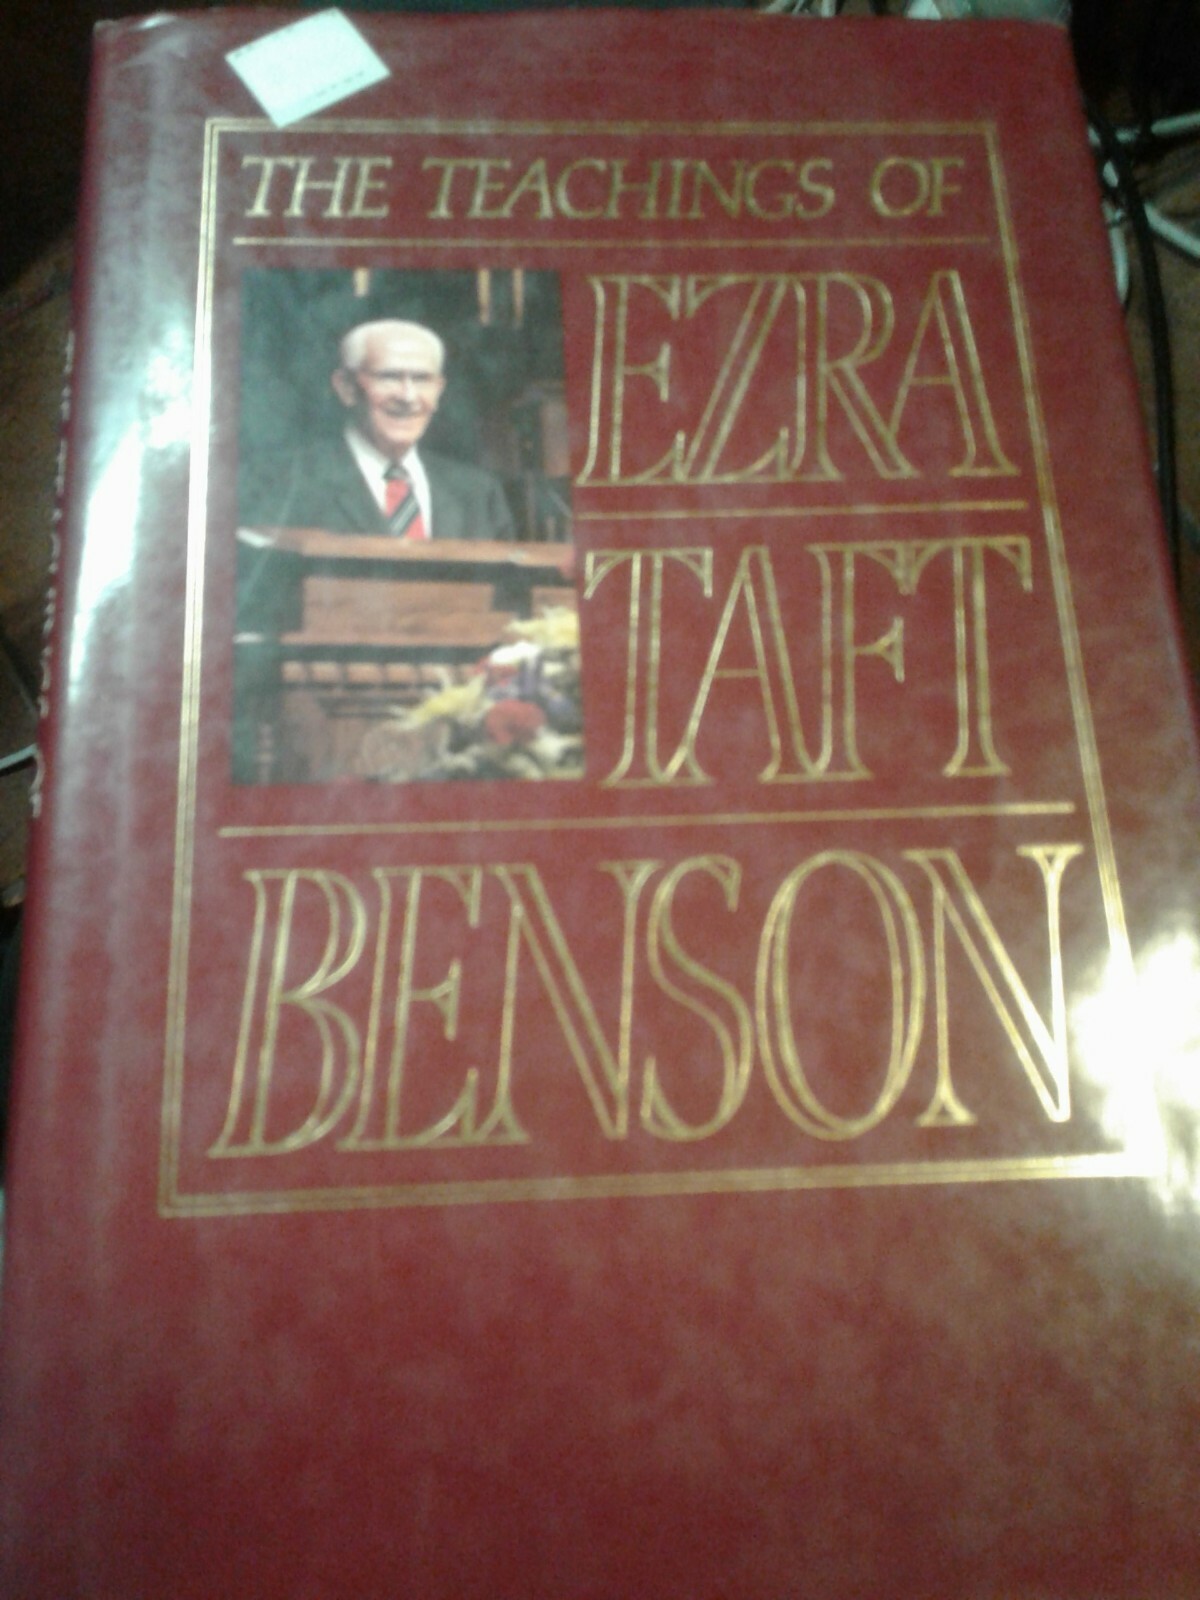 THE TEACHINGS OF
EZRA
TAFT
BENSON